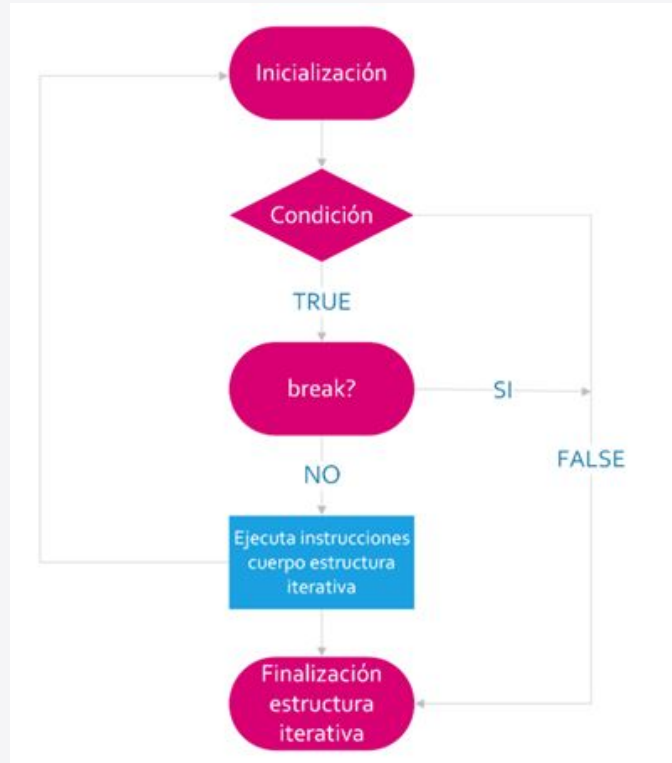 Inicialización
Condición
TRUE
break?
SI
FALSE
NO
Ejecuta instrucciones
cuerpo estructura
iterativa
Finalización
estructura
iterativa